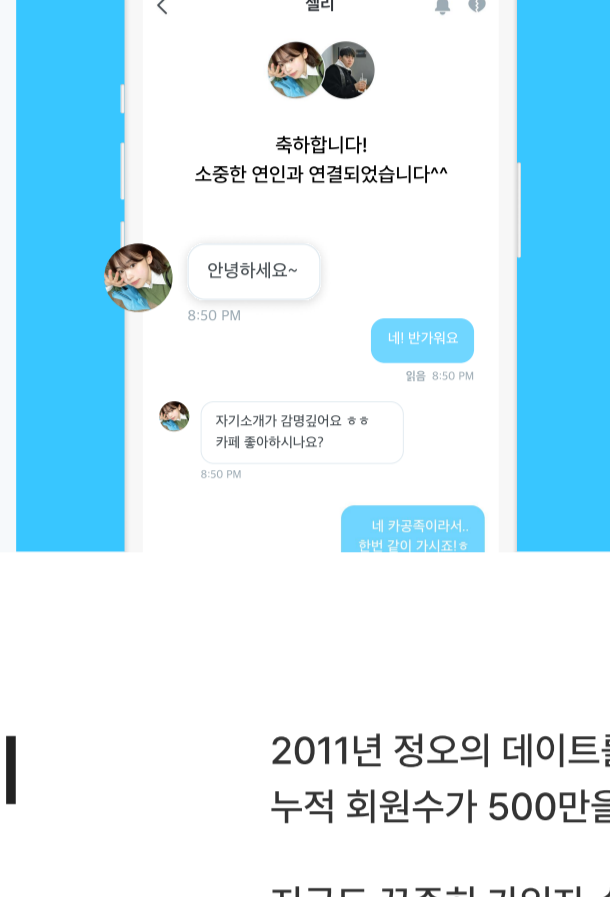 셀리
축하합니다!
소중한 연인과 연결되었습니다^^
안녕하세요~
8:50 PM
네! 반가워요
읽음 8:50 PM
자기소개가 감명깊어요 ㅎㅎ
카페 좋아하시나요?
8:50 PM
네 카공족이라서..
한번 같이 가시죠!ㅎ
2011년 정오의 데이트를
누적 회원수가 500만을